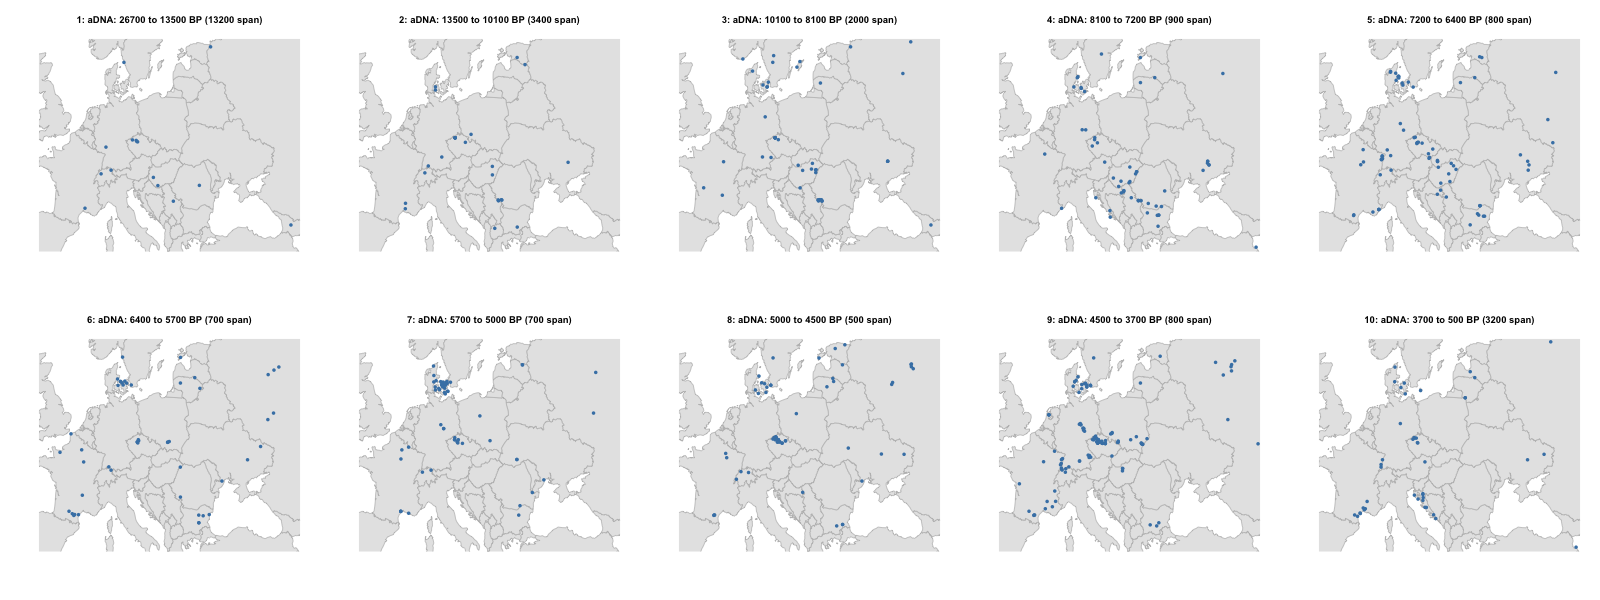 1: aDNA: 26700 to 13500 BP (13200 span)
2: aDNA: 13500 to 10100 BP (3400 span)
3: aDNA: 10100 to 8100 BP (2000 span)
4: aDNA: 8100 to 7200 BP (900 span)
5: aDNA: 7200 to 6400 BP (800 span)
6: aDNA: 6400 to 5700 BP (700 span)
7: aDNA: 5700 to 5000 BP (700 span)
8: aDNA: 5000 to 4500 BP (500 span)
9: aDNA: 4500 to 3700 BP (800 span)
10: aDNA: 3700 to 500 BP (3200 span)